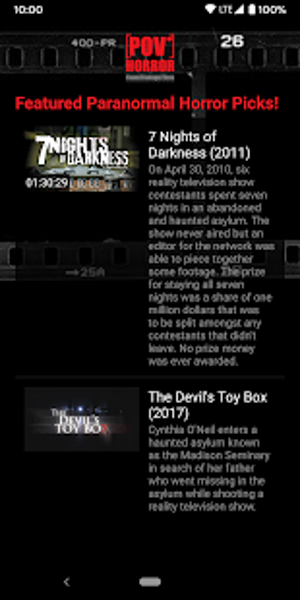 10:00
LTE 100%
400-PR
26
POV
HORROR
Featured Paranormal Horror Picks!
7 NIGHTS
OF DARKNESS
01:30:29
7 Nights of
Darkness (2011)
On April 30, 2010, six
reality television show
contestants spent seven
nights in an abandoned
and haunted asylum. The
show never aired but an
editor for the network was
able to piece together
some footage. The prize
for staying all seven
nights was a share of one
million dollars that was
to be split amongst any
contestants that didn't
leave. No prize money
was ever awarded.
→25A
THE
DEVIL'S
TOY BOX
The Devil's Toy Box
(2017)
Cynthia O'Neil enters a
haunted asylum known
as the Madison Seminary
in search of her father
who went missing in the
asylum while shooting a
reality television show.